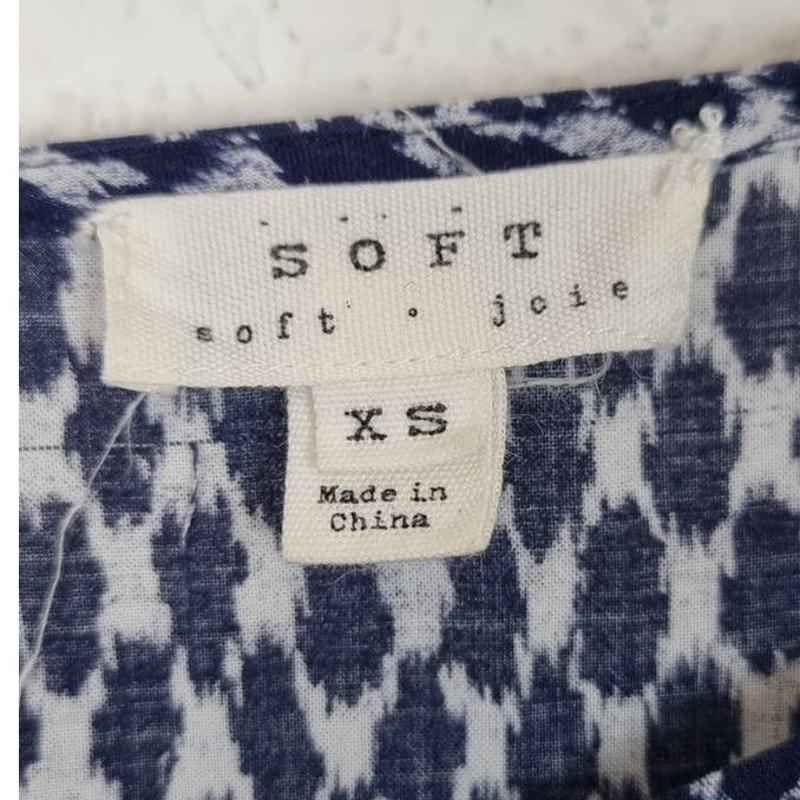 SOFT
soft ∘ joie
XS
Made in
China